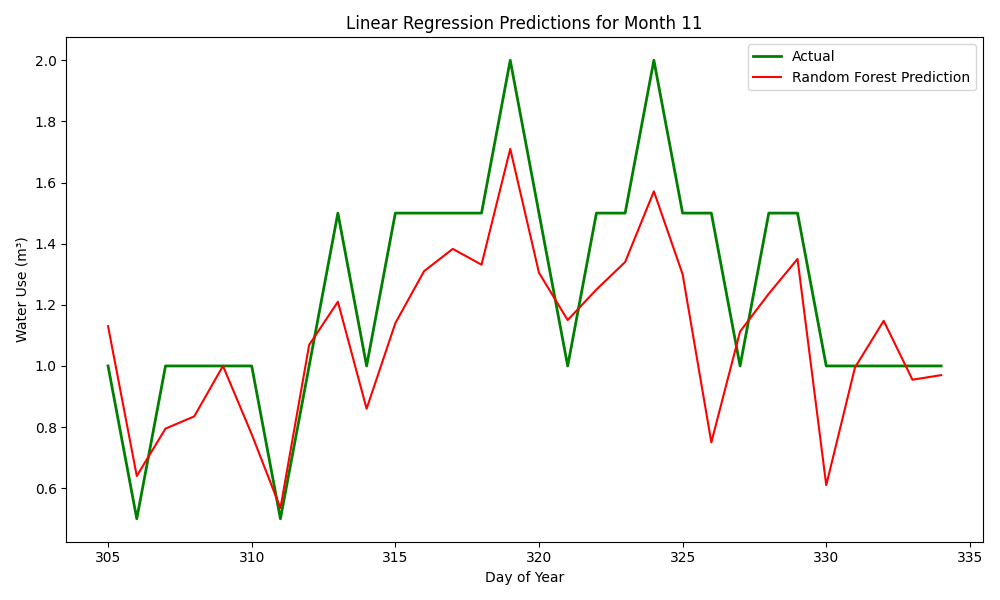 Linear Regression Predictions for Month 11
Actual
Random Forest Prediction
Water Use (m³)
2.0
1.8
1.6
1.4
1.2
1.0
0.8
0.6
305 310 315 320 325 330 335
Day of Year